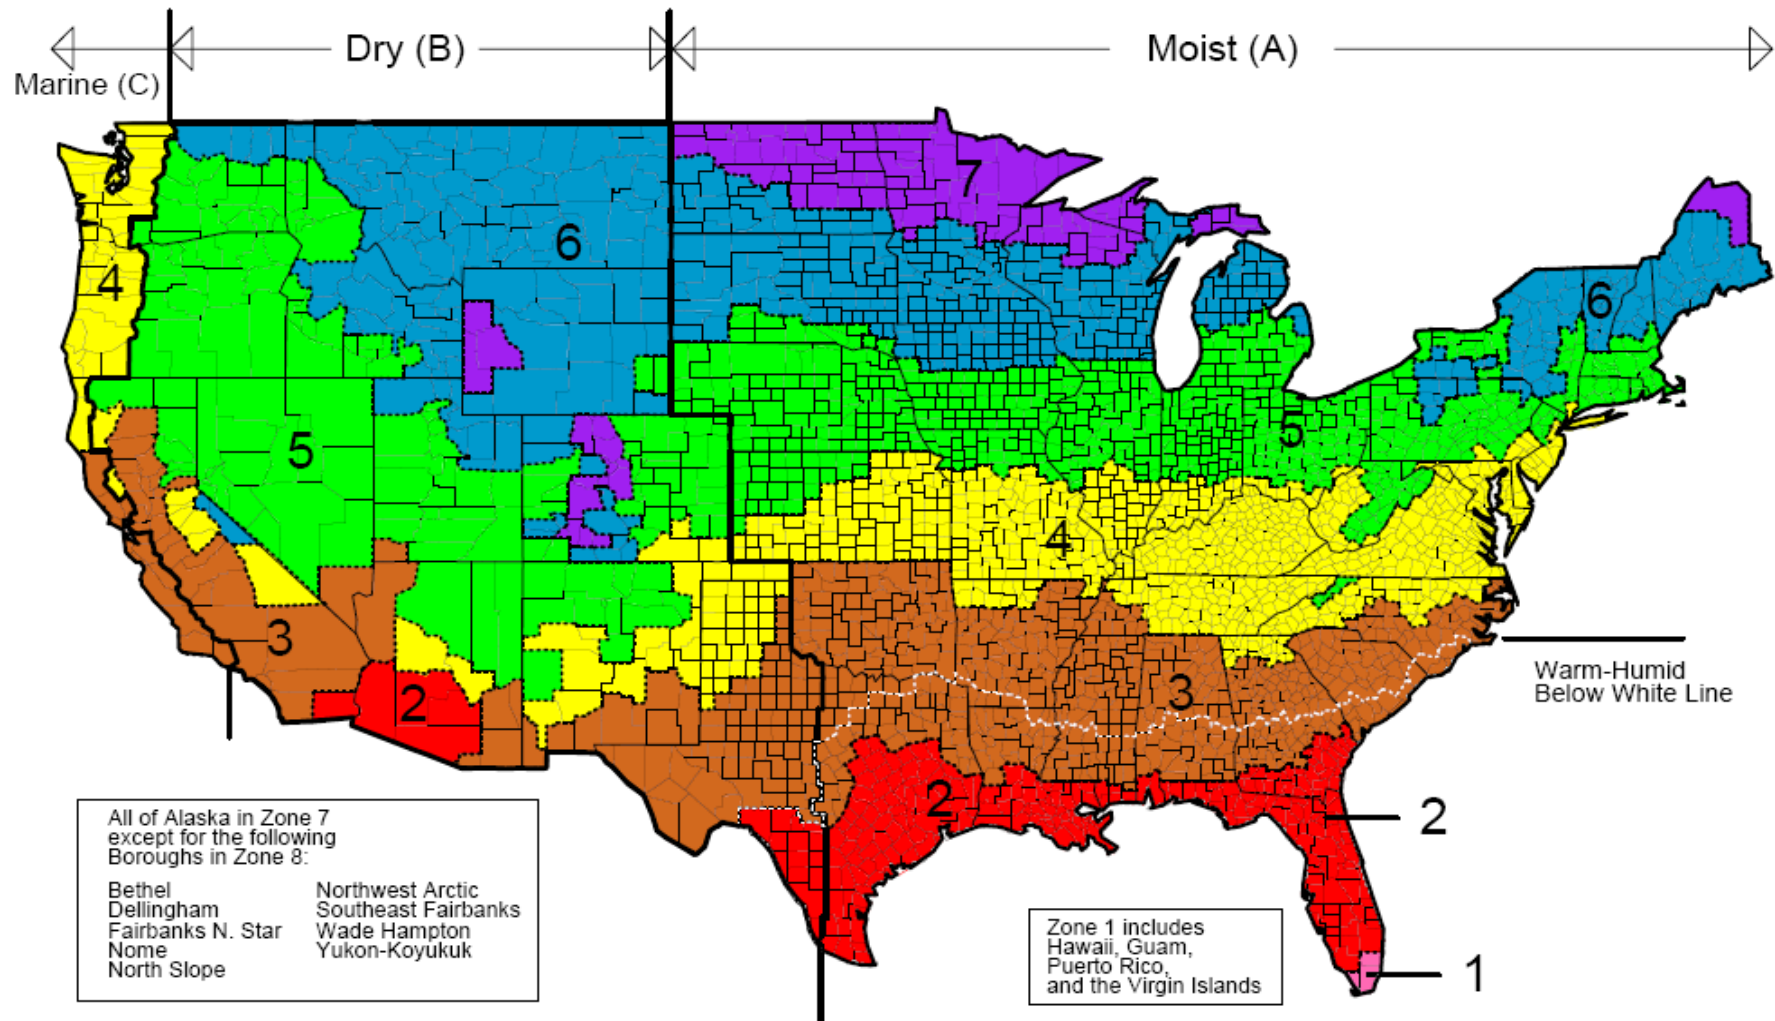 Dry (B)
Moist (A)
Marine (C)
7
6
4
6
5
5
4
3
3
2
2
Warm-Humid
Below White Line
2
1
All of Alaska in Zone 7
except for the following
Boroughs in Zone 8:
Bethel
Dellingham
Fairbanks N. Star
Nome
North Slope
Northwest Arctic
Southeast Fairbanks
Wade Hampton
Yukon-Koyukuk
Zone 1 includes
Hawaii, Guam,
Puerto Rico,
and the Virgin Islands